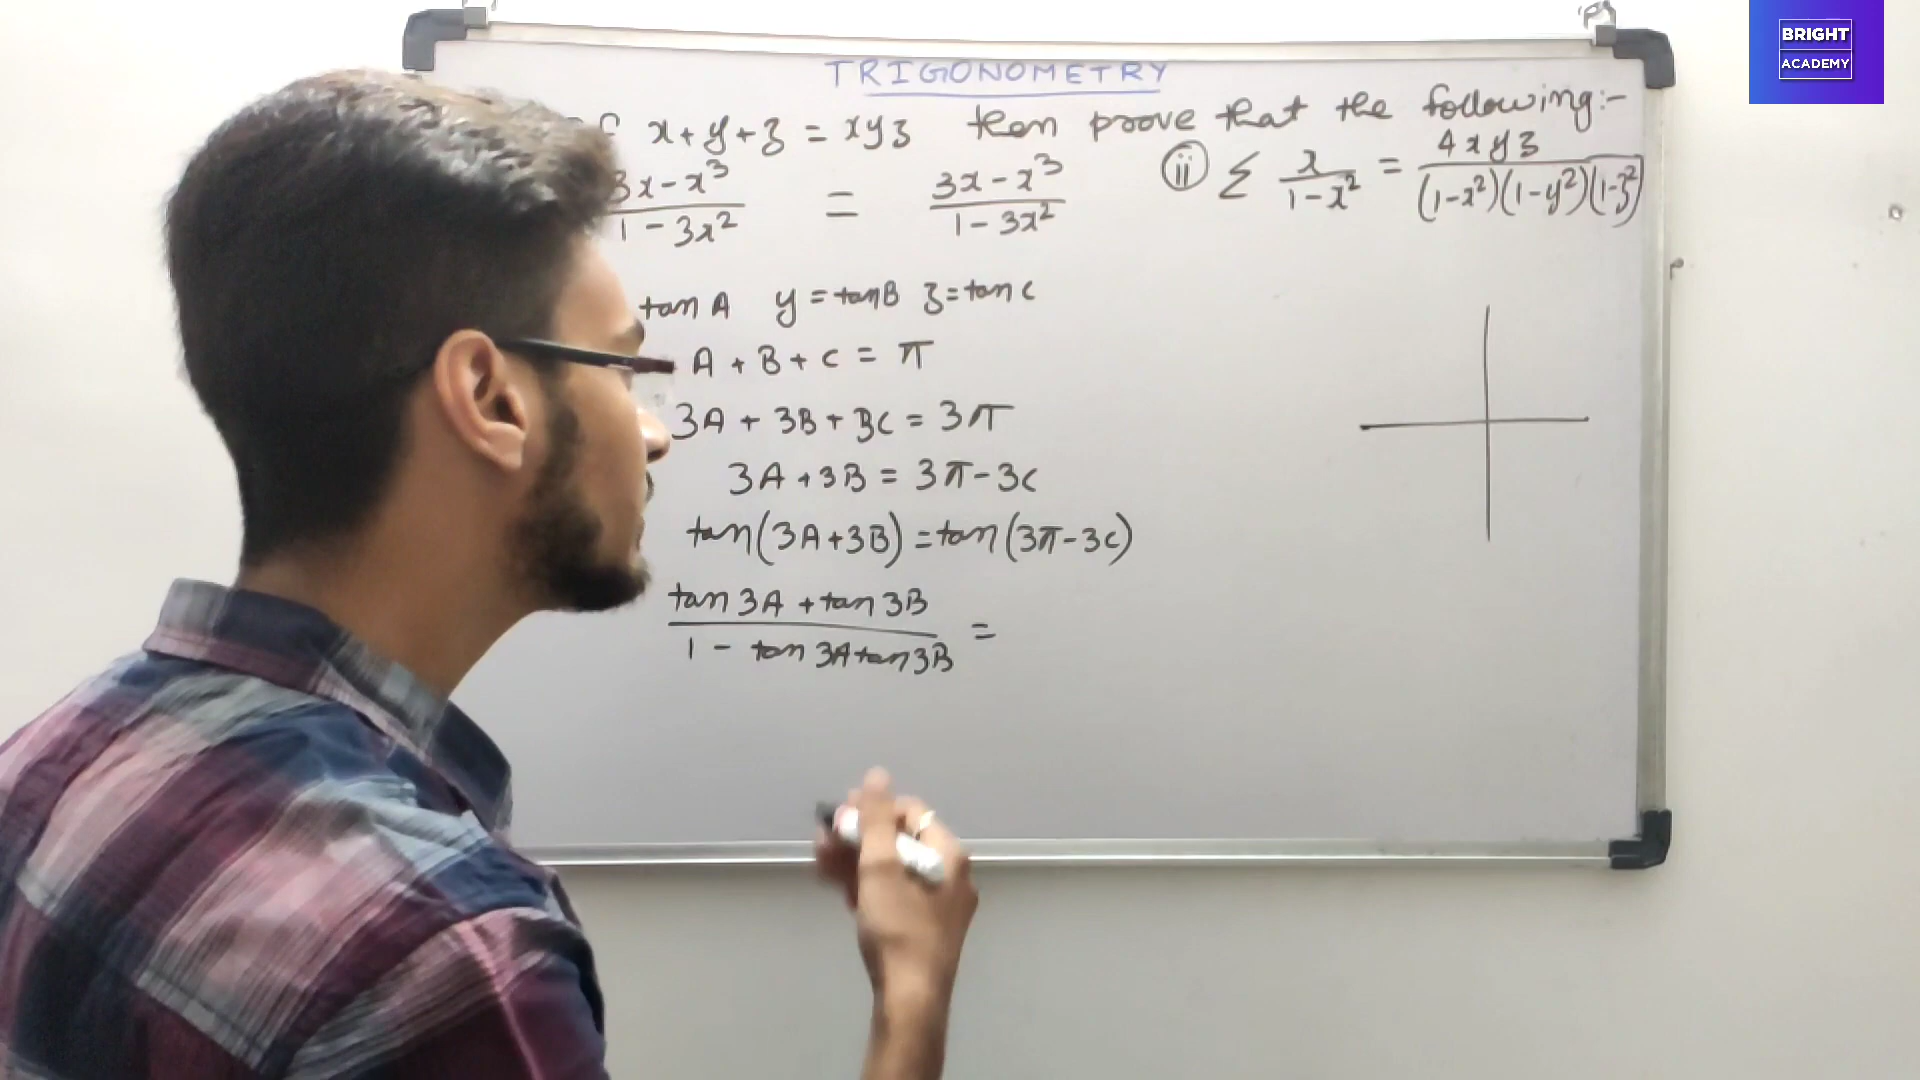 BRIGHT
ACADEMY
TRIGONOMETRY
x+y+z = xyz then prove that the following:-
3x-x³/1-3x² = 3x-x³/1-3x²
ii Σ x/1-x² = 4xyz/(1-x²)(1-y²)(1-z²)
tan A y = tanB z = tan C
A + B + C = π
3A + 3B + 3C = 3π
3A + 3B = 3π - 3C
tan(3A+3B) = tan(3π-3C)
tan 3A + tan 3B/1 - tan 3A tan 3B =